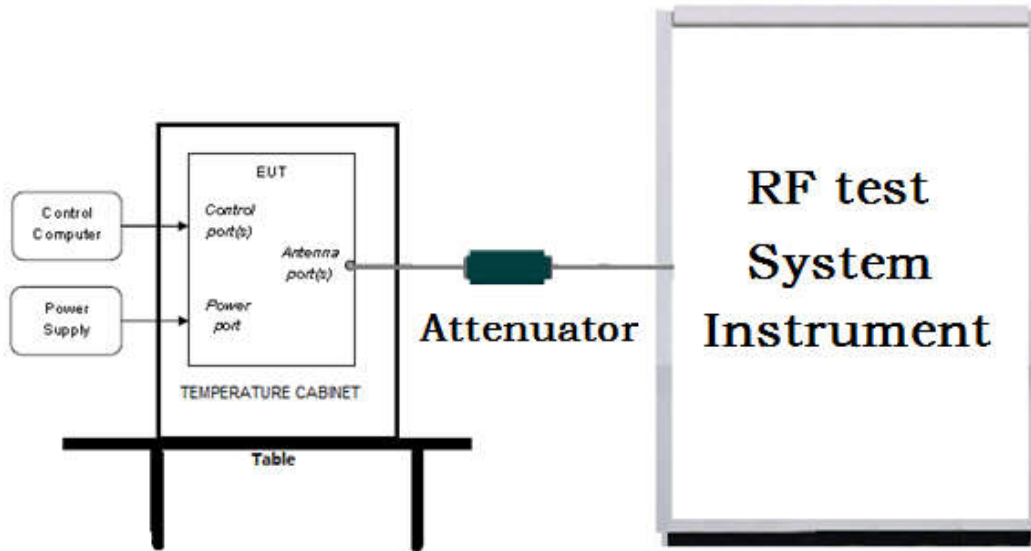 Control
Computer
Power
Supply
EUT
Control
port(s)
Antenna
port(s)
Power
port
TEMPERATURE CABINET
Table
Attenuator
RF test
System
Instrument